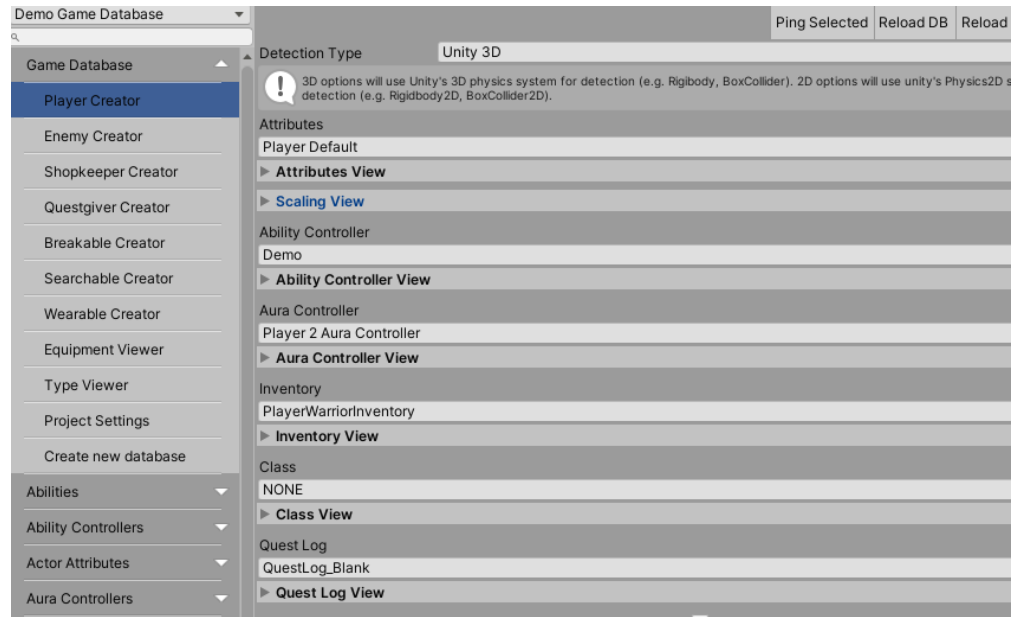 Demo Game Database
Ping Selected
Reload DB
Reload
Game Database
Player Creator
Enemy Creator
Shopkeeper Creator
Questgiver Creator
Breakable Creator
Searchable Creator
Wearable Creator
Equipment Viewer
Type Viewer
Project Settings
Create new database
Abilities
Ability Controllers
Actor Attributes
Aura Controllers
Detection Type
Unity 3D
3D options will use Unity's 3D physics system for detection (e.g. Rigibody, BoxCollider). 2D options will use unity's Physics2D s
detection (e.g. Rigidbody2D, BoxCollider2D).
Attributes
Player Default
Attributes View
Scaling View
Ability Controller
Demo
Ability Controller View
Aura Controller
Player 2 Aura Controller
Aura Controller View
Inventory
PlayerWarriorInventory
Inventory View
Class
NONE
Class View
Quest Log
QuestLog_Blank
Quest Log View